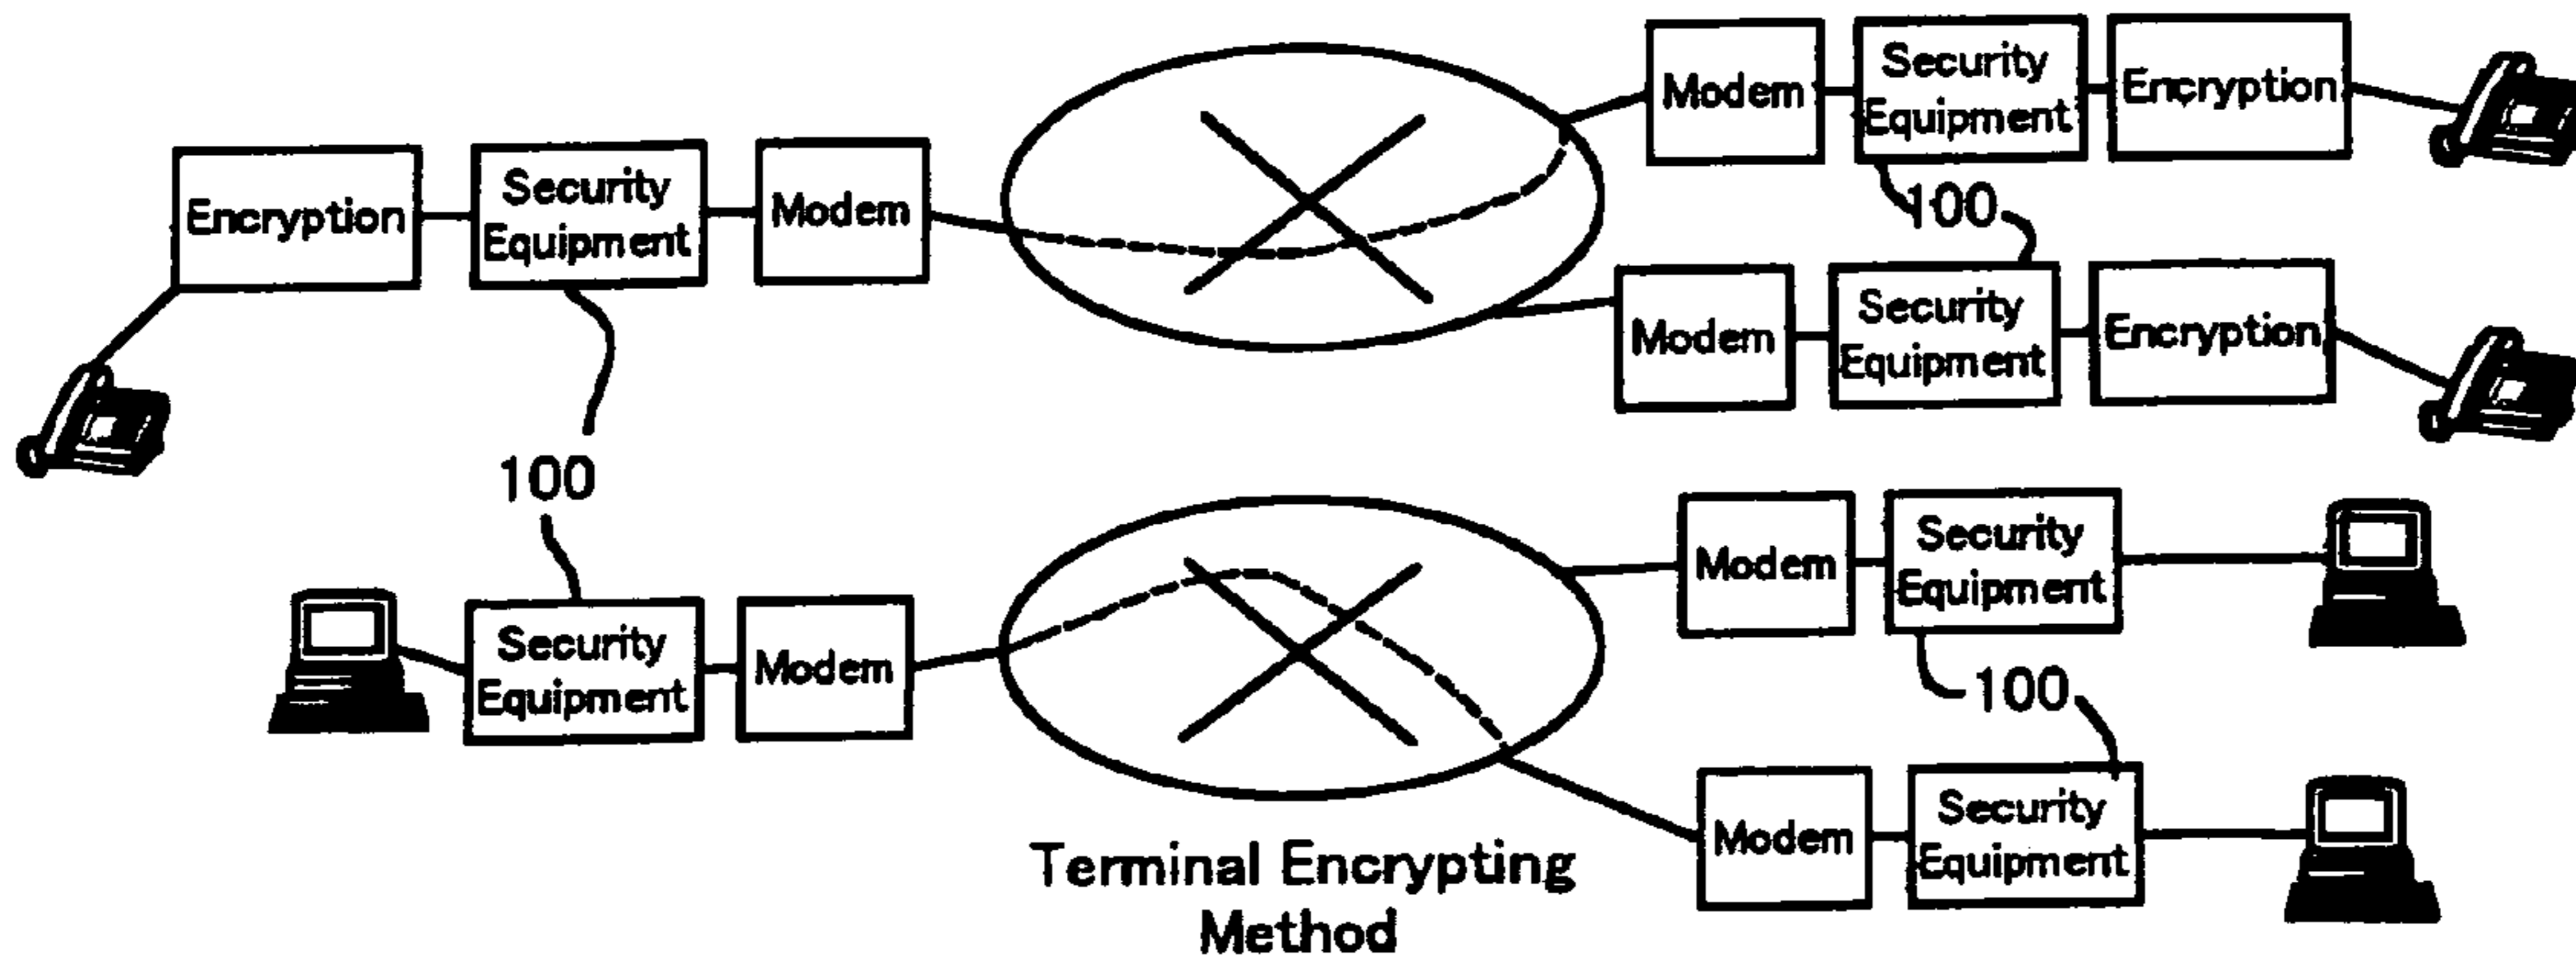 Modem
Security
Equipment
Encryption
Encryption
Security
Equipment
Modem
100
Modem
Security
Equipment
Encryption
100
Modem
Security
Equipment
Security
Equipment
Modem
100
Modem
Security
Equipment
Terminal Encrypting
Method